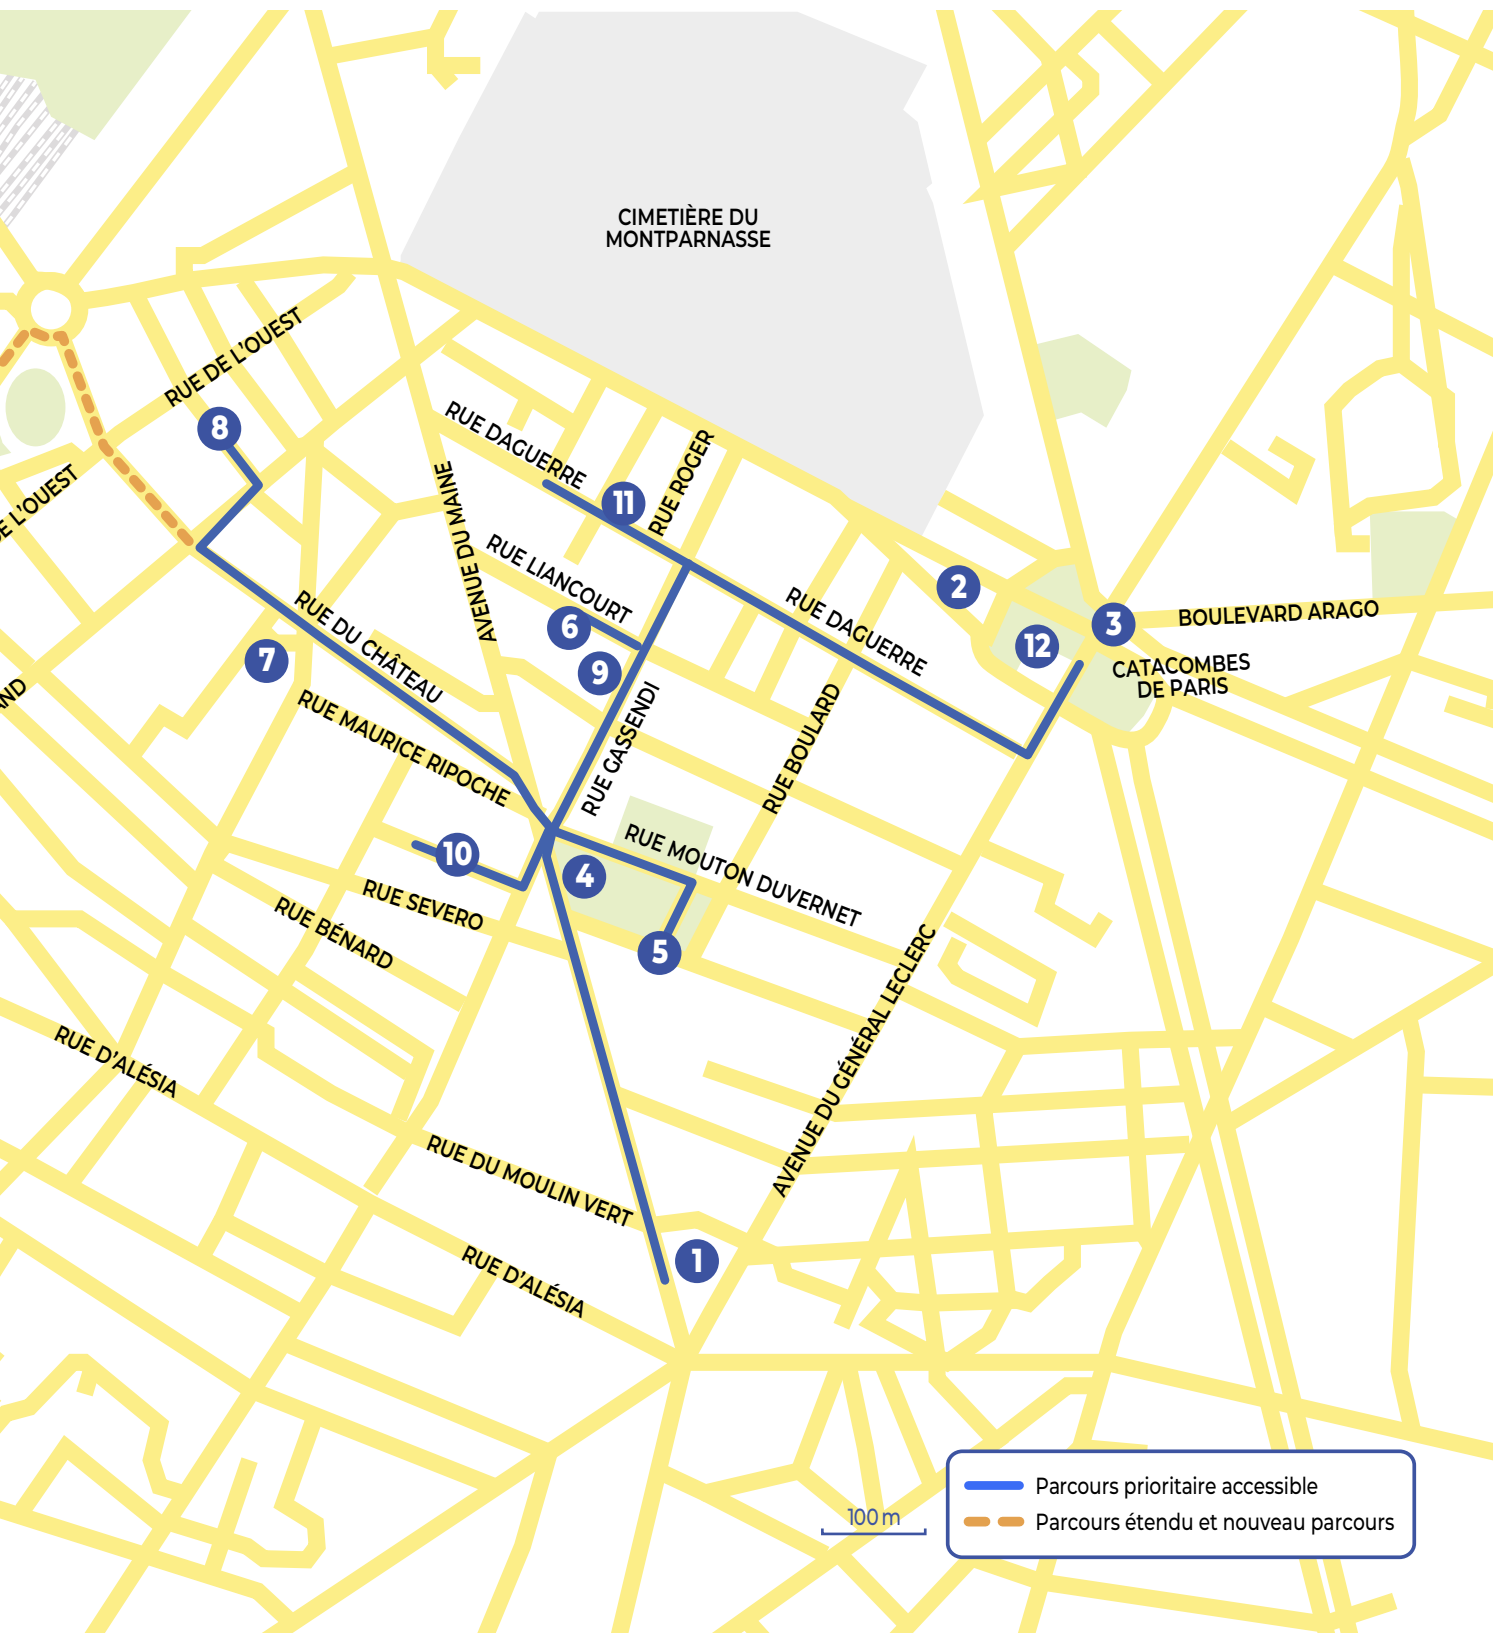 CIMETIÈRE DU
MONTPARNASSE
RUE DE L'OUEST
8
RUE DAGUERRE
RUE ROGER
11
E L'OUEST
AVENUE DU MAINE
RUE LIANCOURT
2
RUE DAGUERRE
3
BOULEVARD ARAGO
RUE DU CHÂTEAU
6
12
7
9
CATACOMBES
DE PARIS
AND
RUE MAURICE RIPOCHE
RUE GASSENDI
RUE BOULARD
10
RUE MOUTON DUVERNET
4
RUE SEVERO
RUE BÉNARD
5
AVENUE DU GÉNÉRAL LECLERC
RUE D'ALÉSIA
RUE DU MOULIN VERT
1
RUE D'ALÉSIA
Parcours prioritaire accessible
100 m
Parcours étendu et nouveau parcours